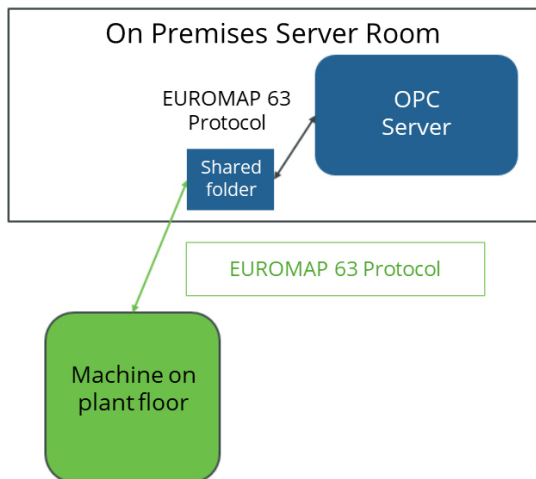 On Premises Server Room
EUROMAP 63
Protocol
OPC
Server
Shared
folder
EUROMAP 63 Protocol
Machine on
plant floor